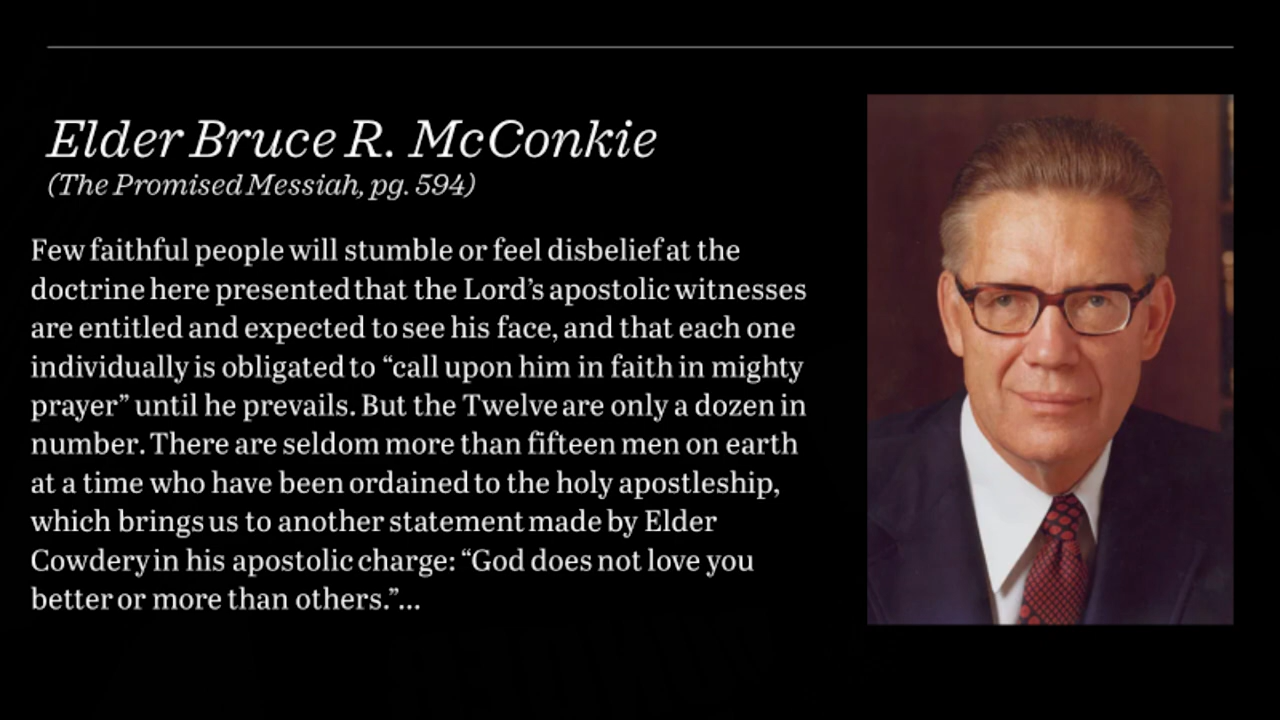 Elder Bruce R. McConkie
(The Promised Messiah, pg. 594)
Few faithful people will stumble or feel disbelief at the
doctrine here presented that the Lord’s apostolic witnesses
are entitled and expected to see his face, and that each one
individually is obligated to “call upon him in faith in mighty
prayer” until he prevails. But the Twelve are only a dozen in
number. There are seldom more than fifteen men on earth
at a time who have been ordained to the holy apostleship,
which brings us to another statement made by Elder
Cowdery in his apostolic charge: “God does not love you
better or more than others.”...